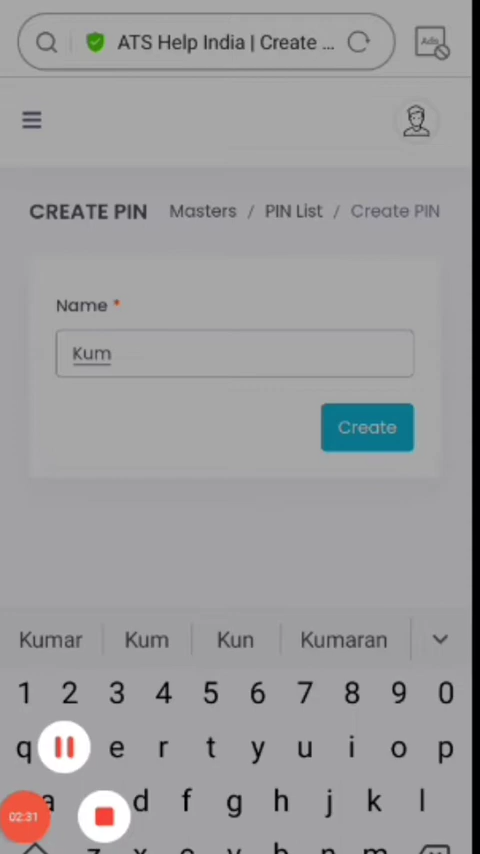 ATS Help India | Create ...
Ads
CREATE PIN Masters / PIN List / Create PIN
Name *
Kum
Create
Kumar Kum Kun Kumaran
1 2 3 4 5 6 7 8 9 0
q e r t y u i o p
a d f g h j k l
02:31
z x c v b n m